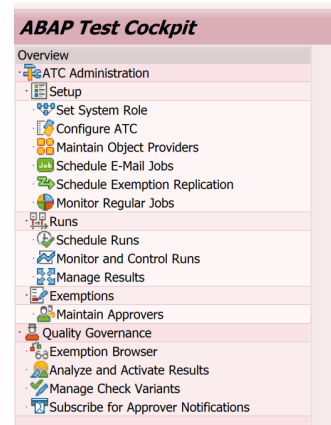 ABAP Test Cockpit
Overview
ATC Administration
Setup
Set System Role
Configure ATC
Maintain Object Providers
Job
Schedule E-Mail Jobs
Schedule Exemption Replication
Monitor Regular Jobs
Runs
Schedule Runs
Monitor and Control Runs
Manage Results
Exemptions
Maintain Approvers
Quality Governance
Exemption Browser
Analyze and Activate Results
Manage Check Variants
Subscribe for Approver Notifications